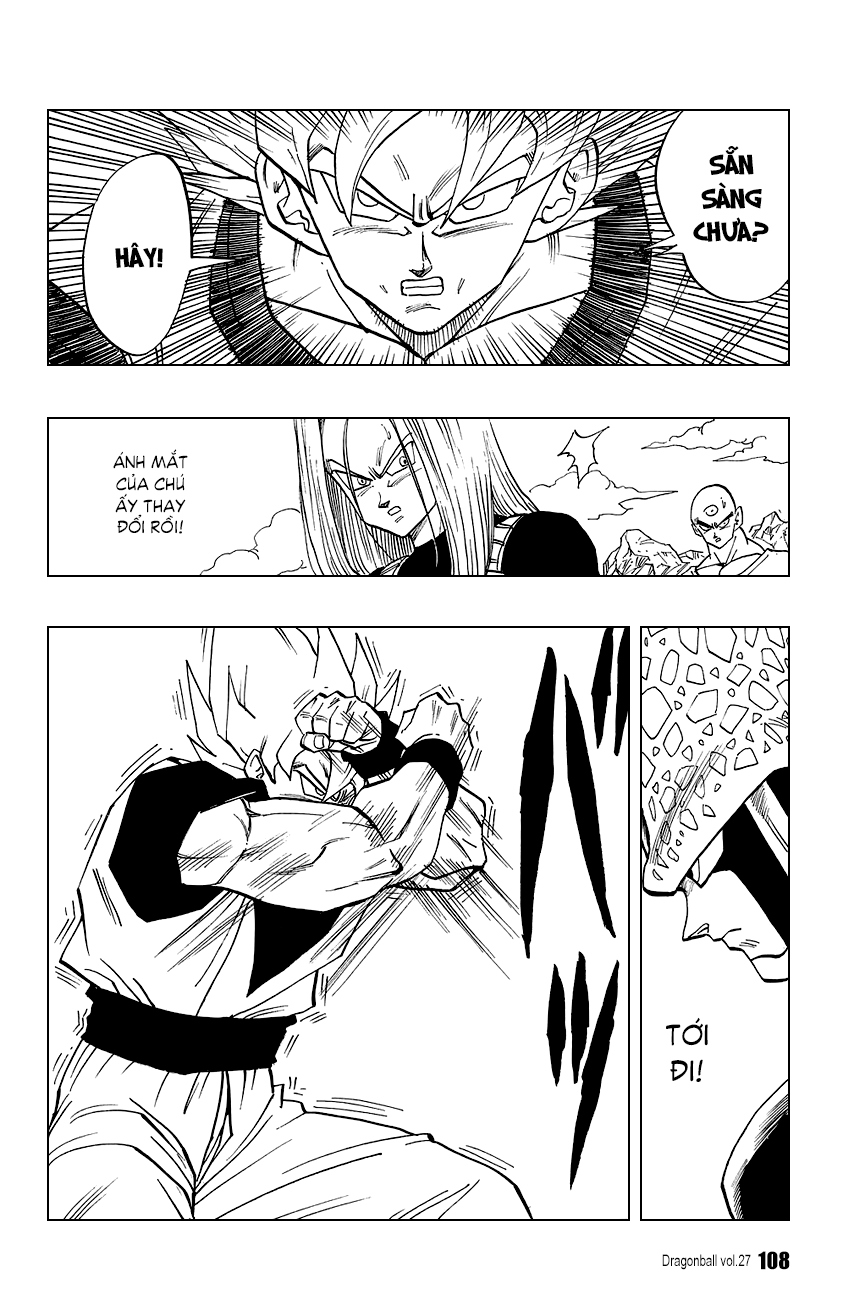 SẴN
SÀNG
CHƯA?
HÂY!
ÁNH MẮT
CỦA CHÚ
ẤY THAY
ĐỔI RỒI!
TỚI
ĐI!
Dragonball vol.27 108